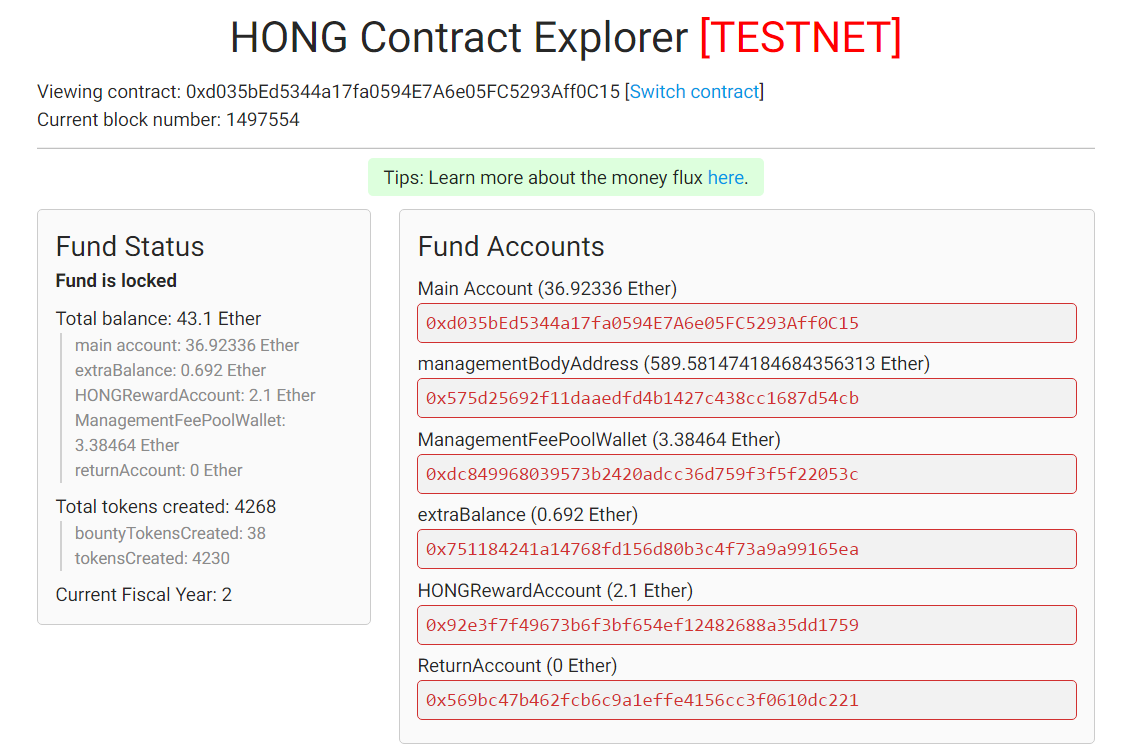 HONG Contract Explorer [TESTNET]
Viewing contract: 0xd035bEd5344a17fa0594E7A6e05FC5293Aff0C15 [Switch contract]
Current block number: 1497554
Tips: Learn more about the money flux here.
Fund Status
Fund is locked
Total balance: 43.1 Ether
main account: 36.92336 Ether
extraBalance: 0.692 Ether
HONGRewardAccount: 2.1 Ether
ManagementFeePoolWallet:
3.38464 Ether
returnAccount: 0 Ether
Total tokens created: 4268
bountyTokensCreated: 38
tokensCreated: 4230
Current Fiscal Year: 2
Fund Accounts
Main Account (36.92336 Ether)
0xd035bEd5344a17fa0594E7A6e05FC5293Aff0C15
managementBodyAddress (589.581474184684356313 Ether)
0x575d25692f11daaedfd4b1427c438cc1687d54cb
ManagementFeePoolWallet (3.38464 Ether)
0xdc849968039573b2420adcc36d759f3f5f22053c
extraBalance (0.692 Ether)
0x751184241a14768fd156d80b3c4f73a9a99165ea
HONGRewardAccount (2.1 Ether)
0x92e3f7f49673b6f3bf654ef12482688a35dd1759
ReturnAccount (0 Ether)
0x569bc47b462fcb6c9a1effe4156cc3f0610dc221